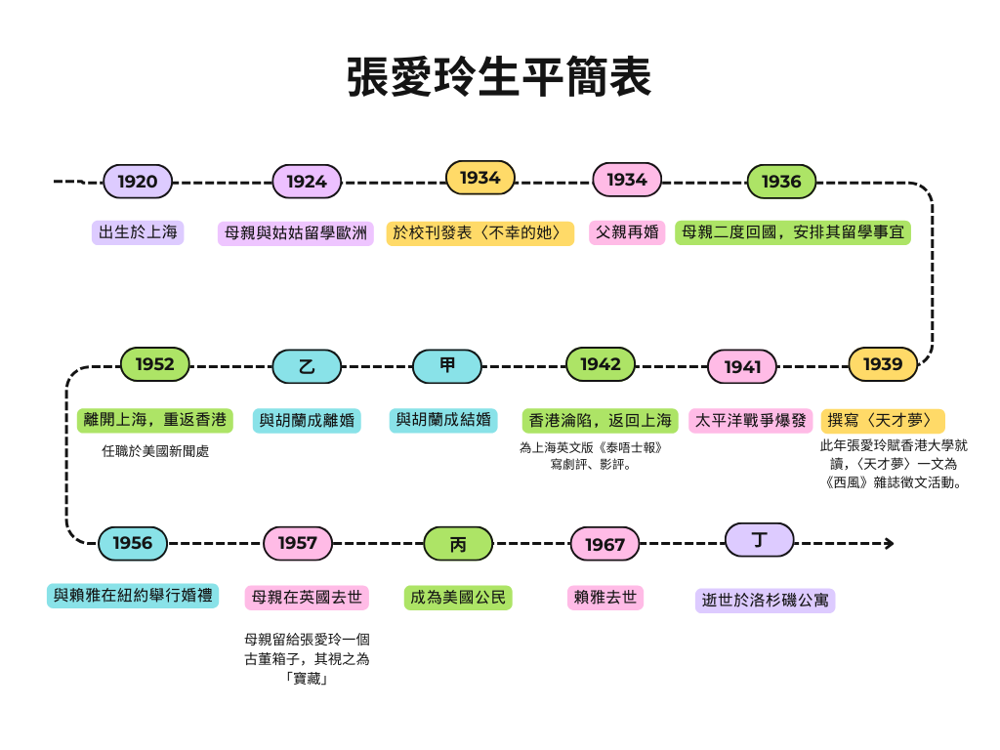 張愛玲生平簡表
1920
1924
1934
1934
1936
出生於上海
母親與姑姑留學歐洲
於校刊發表〈不幸的她〉
父親再婚
母親二度回國，安排其留學事宜
1952
乙
甲
1942
1941
1939
離開上海，重返香港
任職於美國新聞處
與胡蘭成離婚
與胡蘭成結婚
香港淪陷，返回上海
為上海英文版《泰晤士報》
寫劇評、影評。
太平洋戰爭爆發
撰寫〈天才夢〉
此年張愛玲賦香港大學就
讀，〈天才夢〉一文為
《西風》雜誌徵文活動。
1956
1957
丙
1967
丁
與賴雅在紐約舉行婚禮
母親在英國去世
母親留給張愛玲一個
古董箱子，其視之為
「寶藏」
成為美國公民
賴雅去世
逝世於洛杉磯公寓